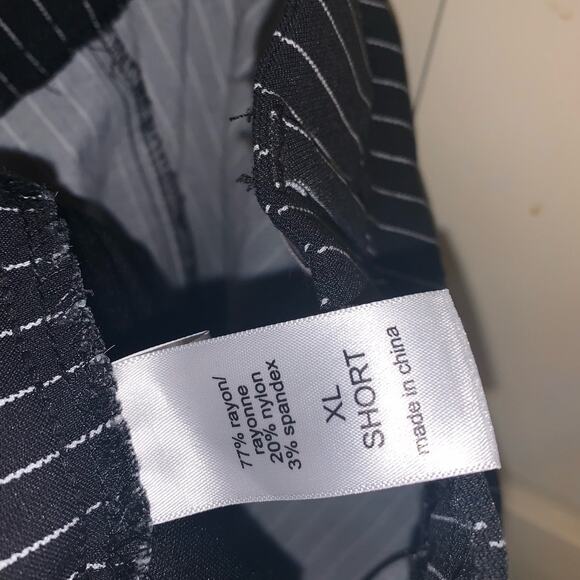 77% rayon/
rayonne
20% nylon
3% spandex
XL
SHORT
made in china